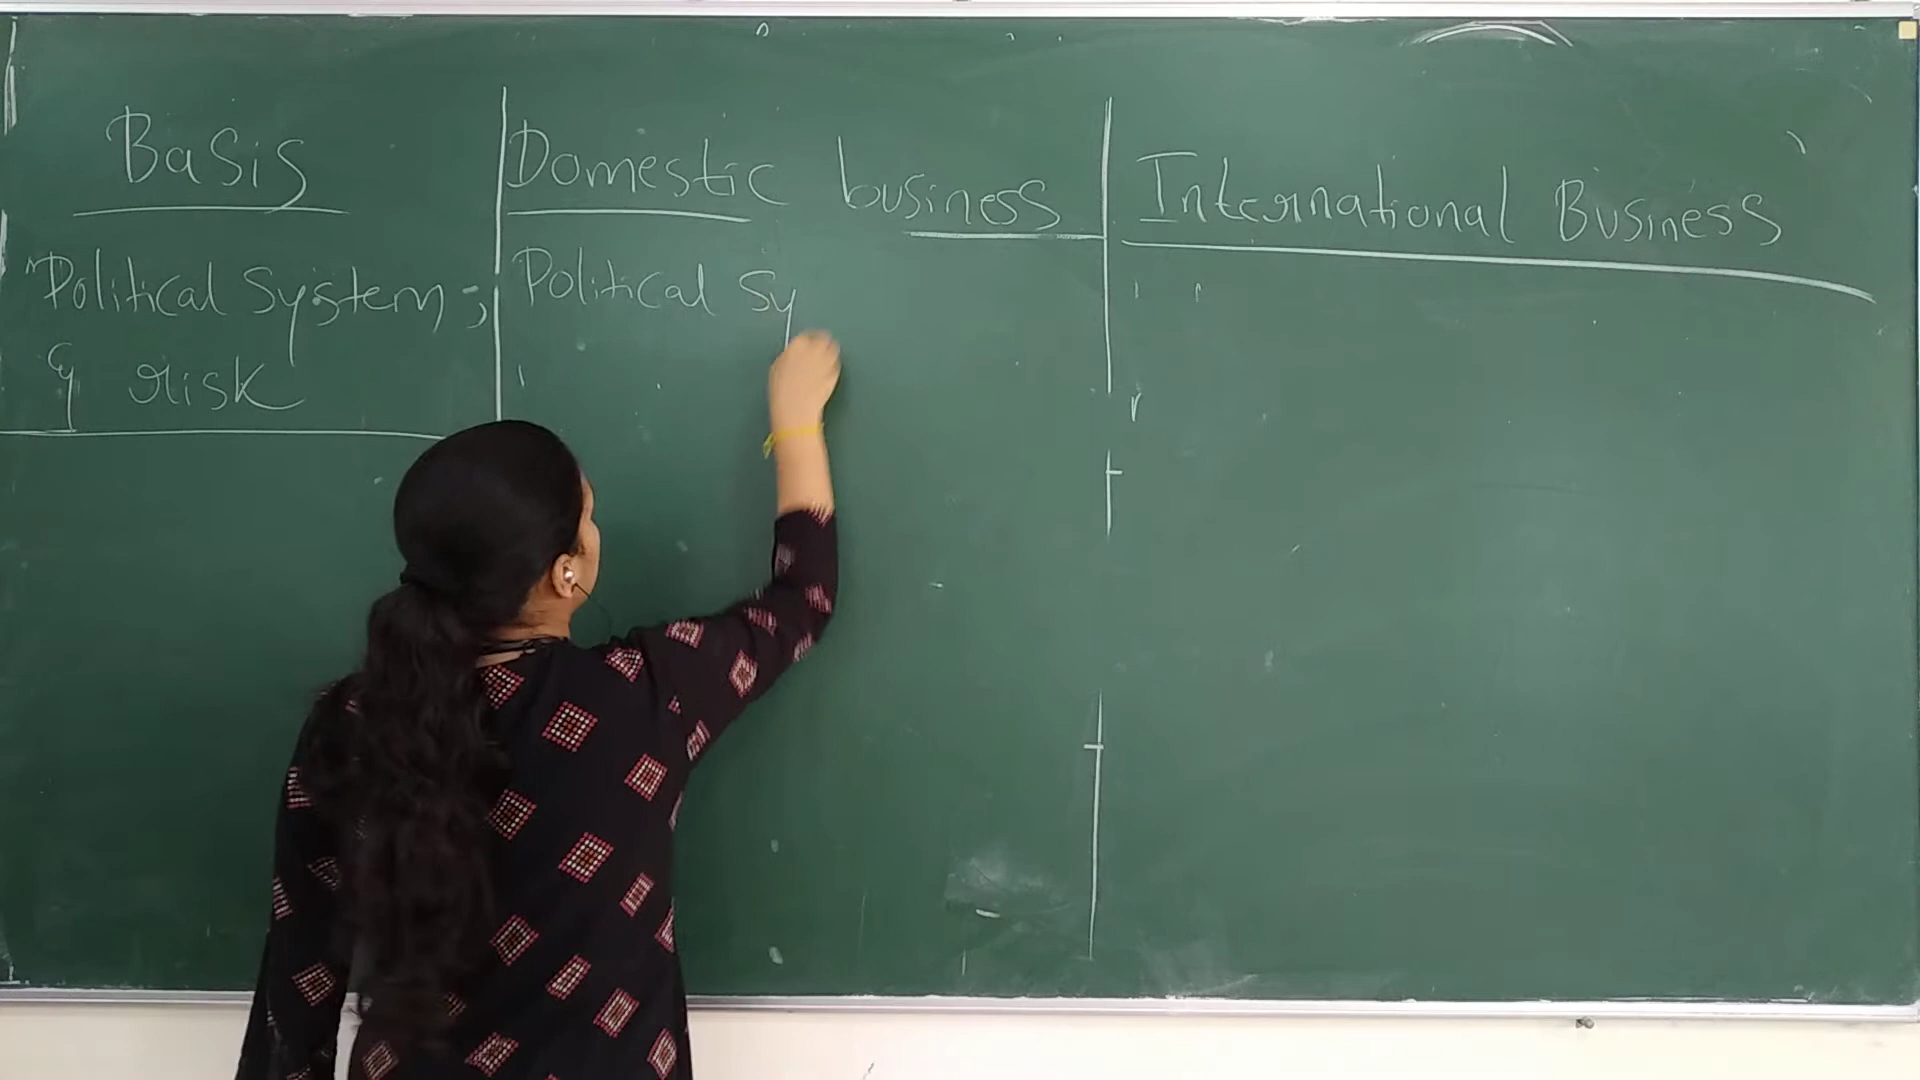 Basis
Domestic business
International Business
Political System;
& risk
Political Sy